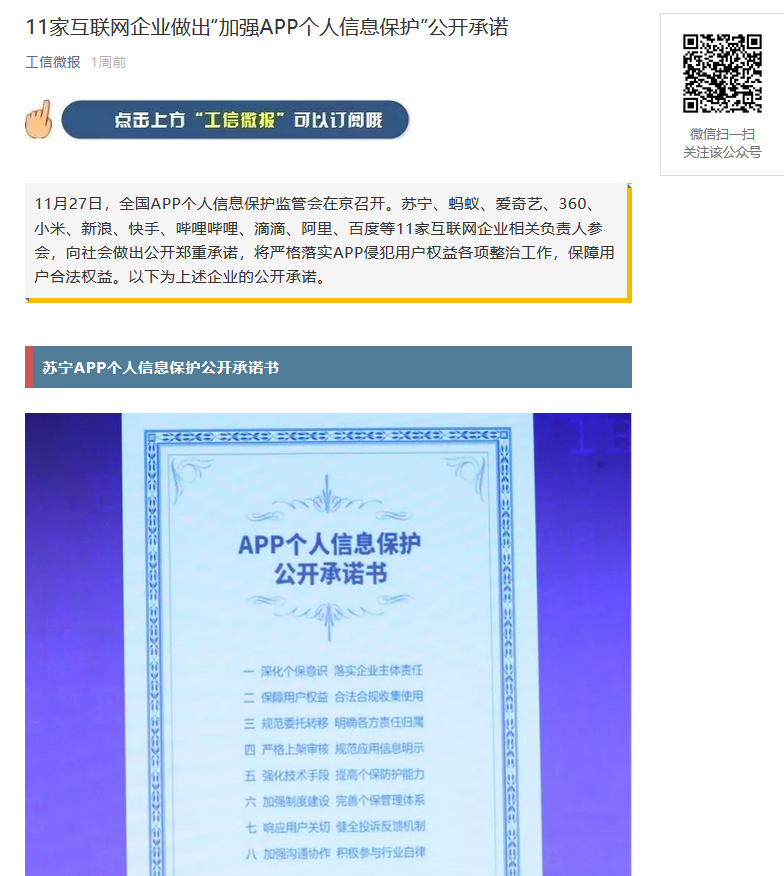 11家互联网企业做出“加强APP个人信息保护”公开承诺
工信微报 1周前
点击上方“工信微报”可以订阅哦
微信扫一扫
关注该公众号
11月27日，全国APP个人信息保护监管会在京召开。苏宁、蚂蚁、爱奇艺、360、
小米、新浪、快手、哔哩哔哩、滴滴、阿里、百度等11家互联网企业相关负责人参
会，向社会做出公开郑重承诺，将严格落实APP侵犯用户权益各项整治工作，保障用
户合法权益。以下为上述企业的公开承诺。
苏宁APP个人信息保护公开承诺书
APP个人信息保护
公开承诺书
一 深化个保意识 落实企业主体责任
二 保障用户权益 合法合规收集使用
三 规范委托转移 明确各方责任归属
四 严格上架审核 规范应用信息明示
五 强化技术手段 提高个保防护能力
六 加强制度建设 完善个保管理体系
七 响应用户关切 健全投诉反馈机制
八 加强沟通协作 积极参与行业自律